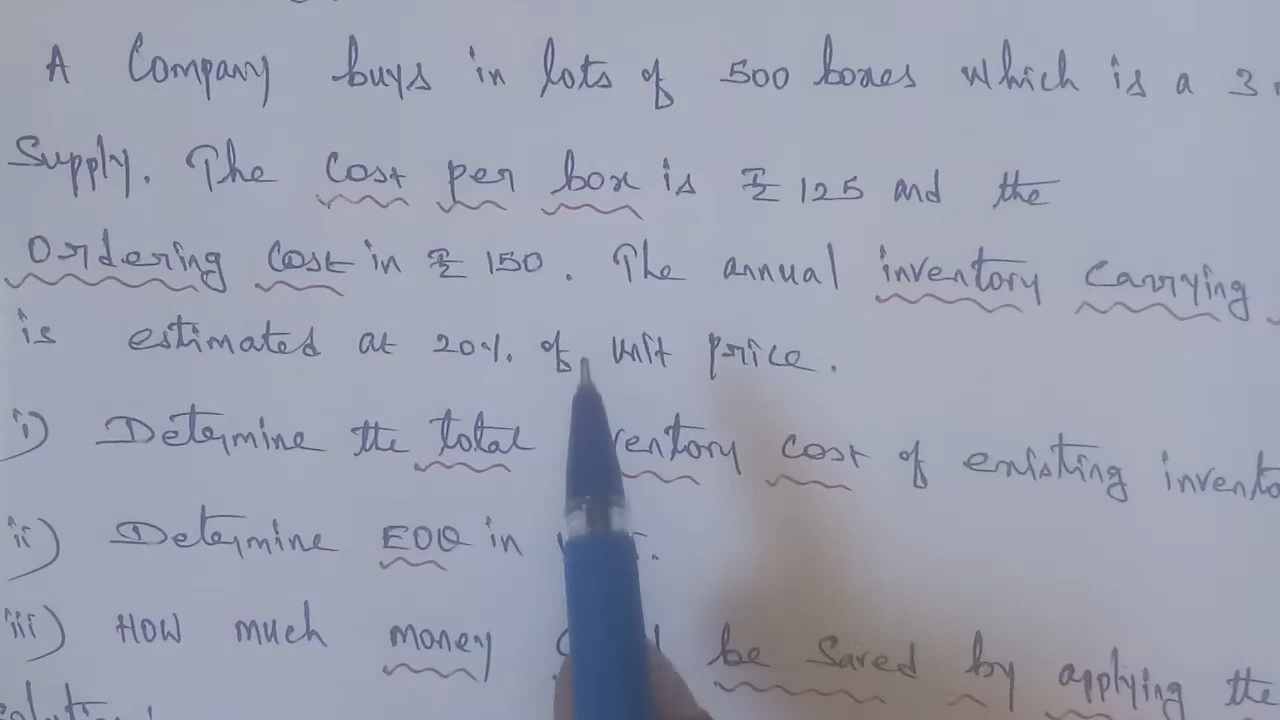 A Company buys in lots of 500 boxes which is a 3
Supply. The cost per box is ₹ 125 and the
Ordering cost in ₹ 150. The annual inventory carrying
is estimated at 20%. of unit price.
i) Determine the total cost of existing
ii) Determine EOQ in
iii) How much money be saved by applying the